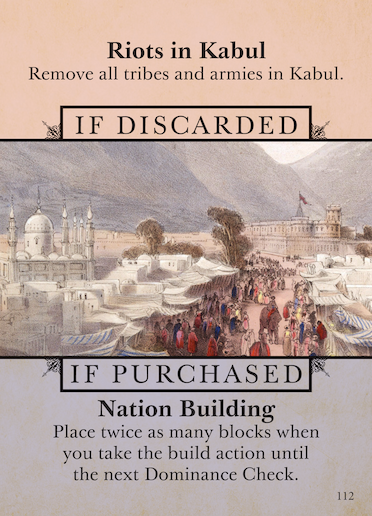 Riots in Kabul
Remove all tribes and armies in Kabul.
IF DISCARDED
IF PURCHASED
Nation Building
Place twice as many blocks when
you take the build action until
the next Dominance Check.
112